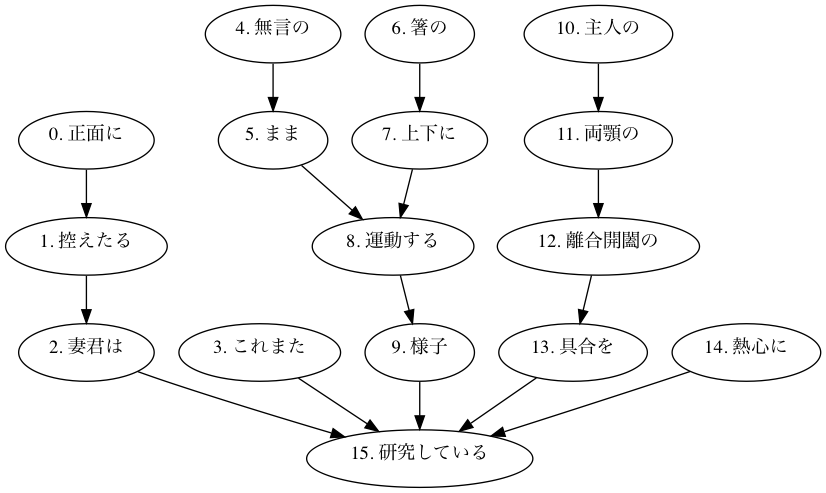 4. 無言の
6. 箸の
10. 主人の
0. 正面に
5. まま
7. 上下に
11. 両顎の
1. 控えたる
8. 運動する
12. 離合開闔の
2. 妻君は
3. これまた
9. 様子
13. 具合を
14. 熱心に
15. 研究している